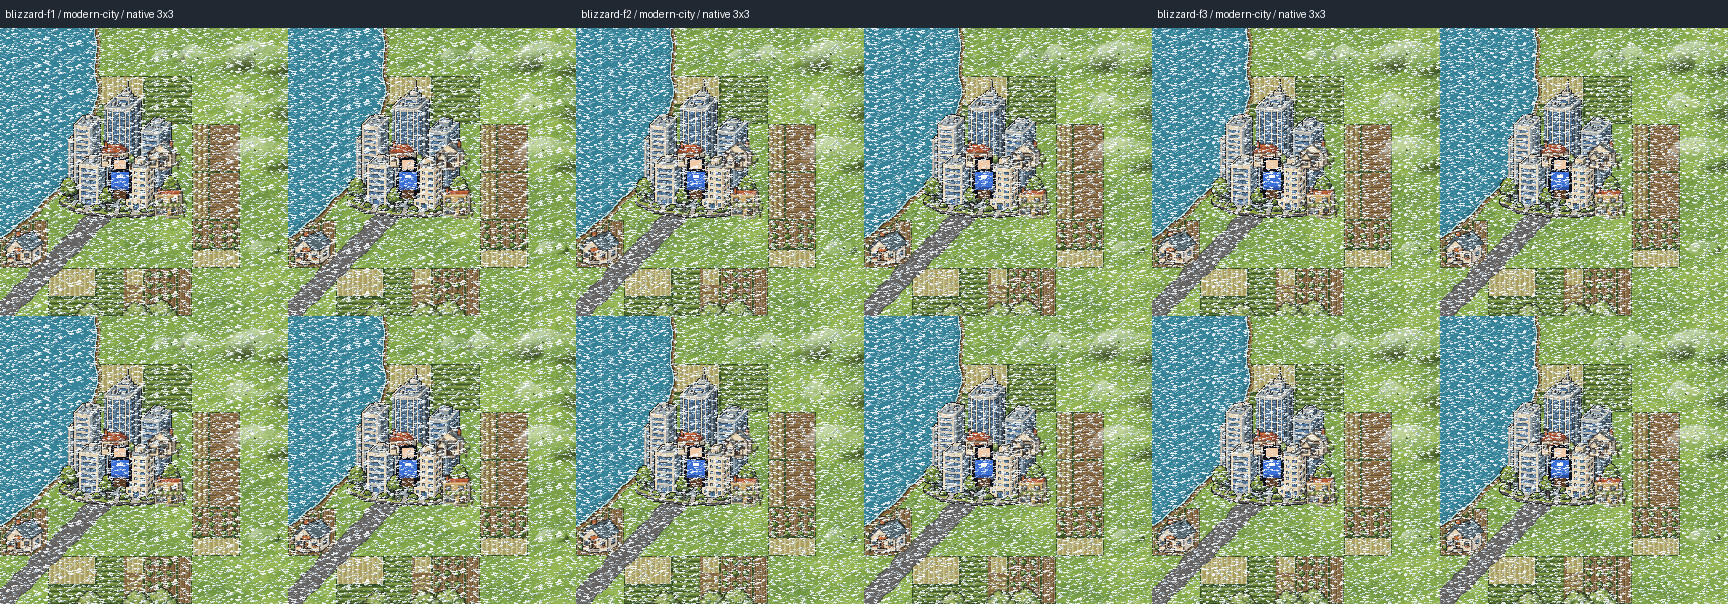 blizzard-f1 / modern-city / native 3x3
blizzard-f2 / modern-city / native 3x3
blizzard-f3 / modern-city / native 3x3